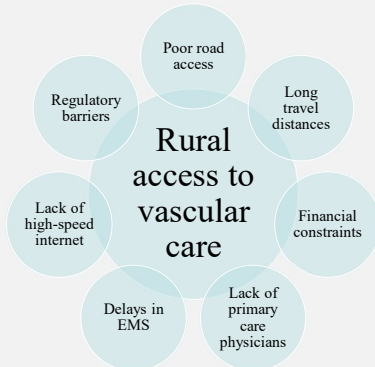 Poor road
access
Long
travel
distances
Financial
constraints
Lack of
primary
care
physicians
Delays in
EMS
Lack of
high-speed
internet
Regulatory
barriers
Rural
access to
vascular
care